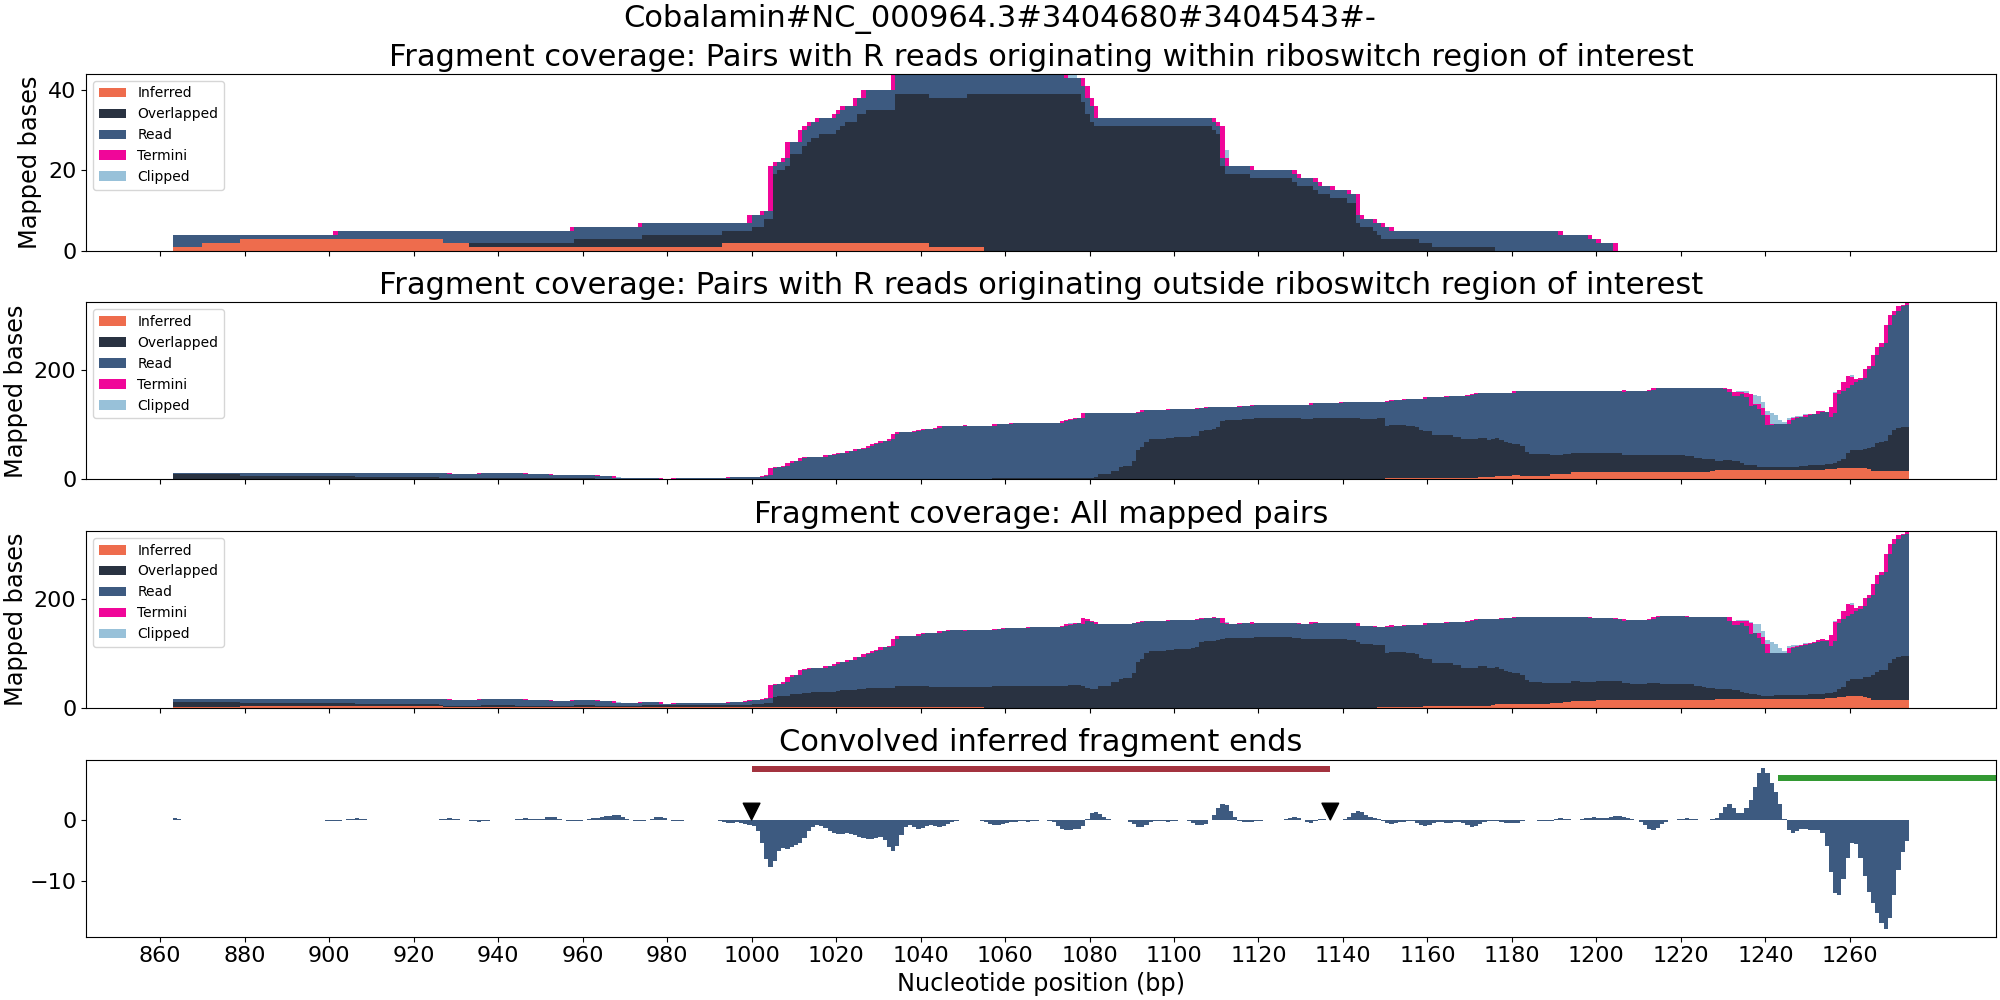 Cobalamin#NC_000964.3#3404680#3404543#-
Fragment coverage: Pairs with R reads originating within riboswitch region of interest
Mapped bases
40
20
0
Inferred
Overlapped
Read
Termini
Clipped
Fragment coverage: Pairs with R reads originating outside riboswitch region of interest
Mapped bases
200
0
Inferred
Overlapped
Read
Termini
Clipped
Fragment coverage: All mapped pairs
Mapped bases
200
0
Inferred
Overlapped
Read
Termini
Clipped
Convolved inferred fragment ends
0
−10
860 880 900 920 940 960 980 1000 1020 1040 1060 1080 1100 1120 1140 1160 1180 1200 1220 1240 1260
Nucleotide position (bp)